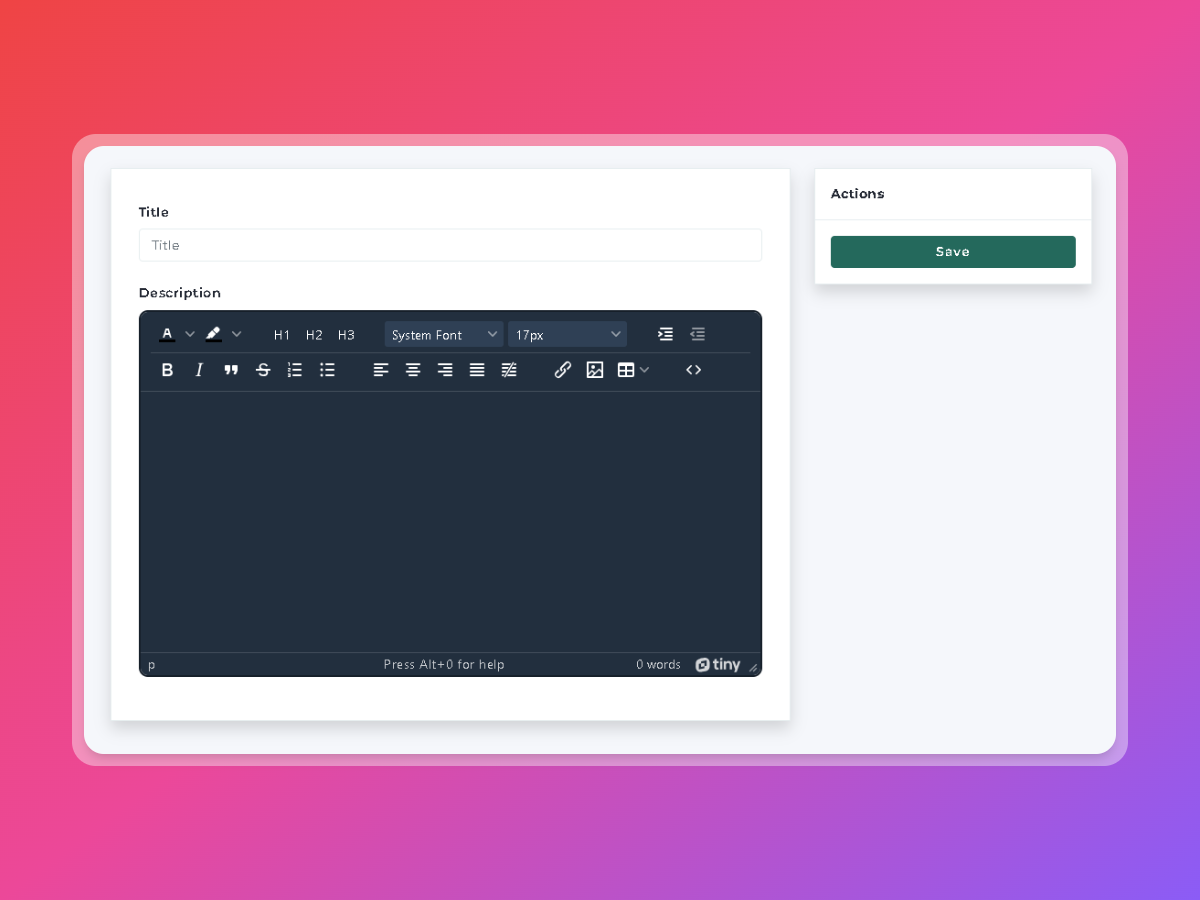 Title
Title
Description
A H1 H2 H3 System Font 17px
B I
p Press Alt+0 for help 0 words tiny
Actions
Save